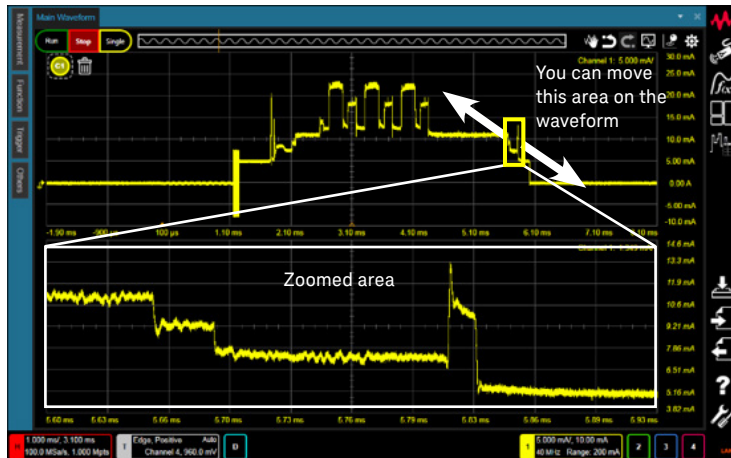 Main Waveform
Measurement
Function
Trigger
Others
Run
Stop
Single
C1
Channel 1: 5.000 mA/
30.0 mA
25.0 mA
20.0 mA
15.0 mA
10.0 mA
5.00 mA
0.00 A
-5.00 mA
-10.0 mA
You can move
this area on the
waveform
-1.90 ms
-900 µs
100 µs
1.10 ms
2.10 ms
3.10 ms
4.10 ms
5.10 ms
6.10 ms
7.10 ms
8.10 ms
Zoomed area
14.6 mA
13.3 mA
11.9 mA
10.6 mA
9.21 mA
7.86 mA
6.51 mA
5.16 mA
3.82 mA
5.60 ms
5.63 ms
5.66 ms
5.70 ms
5.73 ms
5.76 ms
5.79 ms
5.83 ms
5.86 ms
5.89 ms
5.93 ms
H
1.000 ms/, 3.100 ms
100.0 MSa/s, 1.000 Mpts
T
Edge, Positive Auto
Channel 4, 960.0 mV
D
1
5.000 mA/, 10.00 mA
40 MHz Range: 200 mA
2
3
4